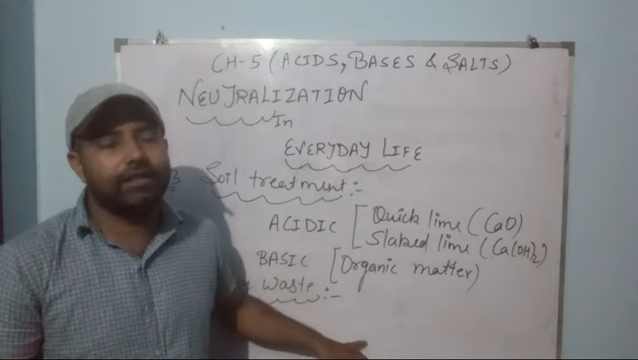 CH-5 (ACIDS, BASES & SALTS)
NEUTRALIZATION
In
EVERYDAY LIFE
Soil treatment:-
ACIDIC [ Quick lime (CaO)
Slaked lime (Ca(OH)2)
BASIC [ Organic matter)
waste:-